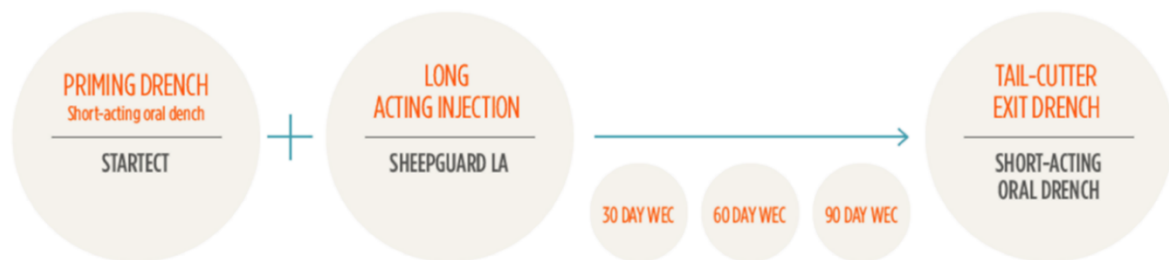 PRIMING DRENCH
Short-acting oral dench
STARTECT
LONG
ACTING INJECTION
SHEEPGUARD LA
30 DAY WEC
60 DAY WEC
90 DAY WEC
TAIL-CUTTER
EXIT DRENCH
SHORT-ACTING
ORAL DRENCH